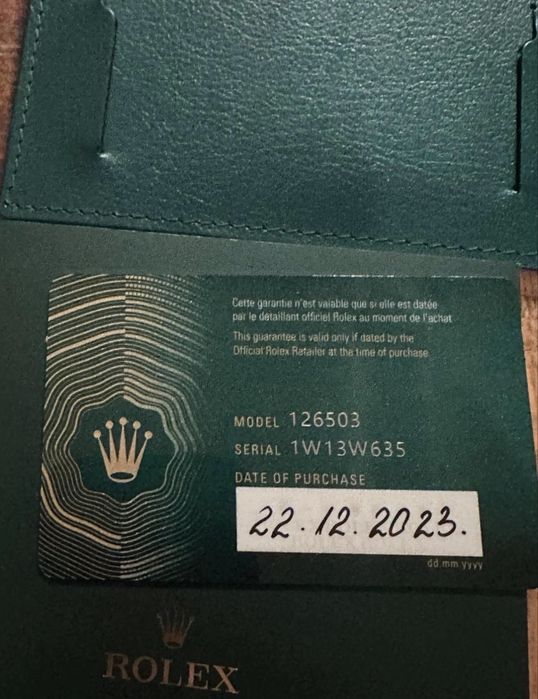 Cette garantie n'est valable que si elle est datée
par le détaillant officiel Rolex au moment de l'achat
This guarantee is valid only if dated by the
Official Rolex Retailer at the time of purchase
MODEL 126503
SERIAL 1W13W635
DATE OF PURCHASE
22.12.2023.
dd.mm.yyyy
ROLEX